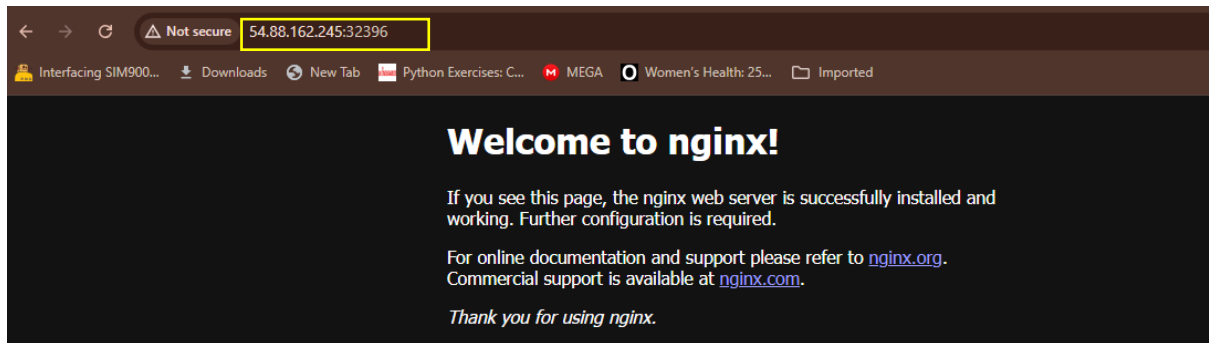 Not secure 54.88.162.245:32396
Interfacing SIM900... Downloads New Tab Python Exercises: C... M MEGA O Women's Health: 25... Imported
Welcome to nginx!
If you see this page, the nginx web server is successfully installed and
working. Further configuration is required.
For online documentation and support please refer to nginx.org.
Commercial support is available at nginx.com.
Thank you for using nginx.